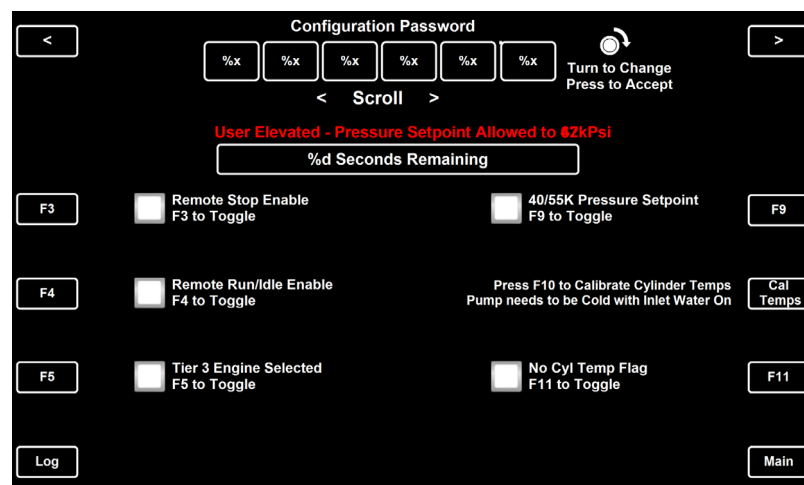 Configuration Password
<
%x %x %x %x %x %x
>
Turn to Change
Press to Accept
< Scroll >
User Elevated - Pressure Setpoint Allowed to
%d Seconds Remaining
F3
Remote Stop Enable
F3 to Toggle
40/55K Pressure Setpoint
F9 to Toggle
F9
F4
Remote Run/Idle Enable
F4 to Toggle
Press F10 to Calibrate Cylinder Temps
Pump needs to be Cold with Inlet Water On
Cal
Temps
F5
Tier 3 Engine Selected
F5 to Toggle
No Cyl Temp Flag
F11 to Toggle
F11
Log
Main